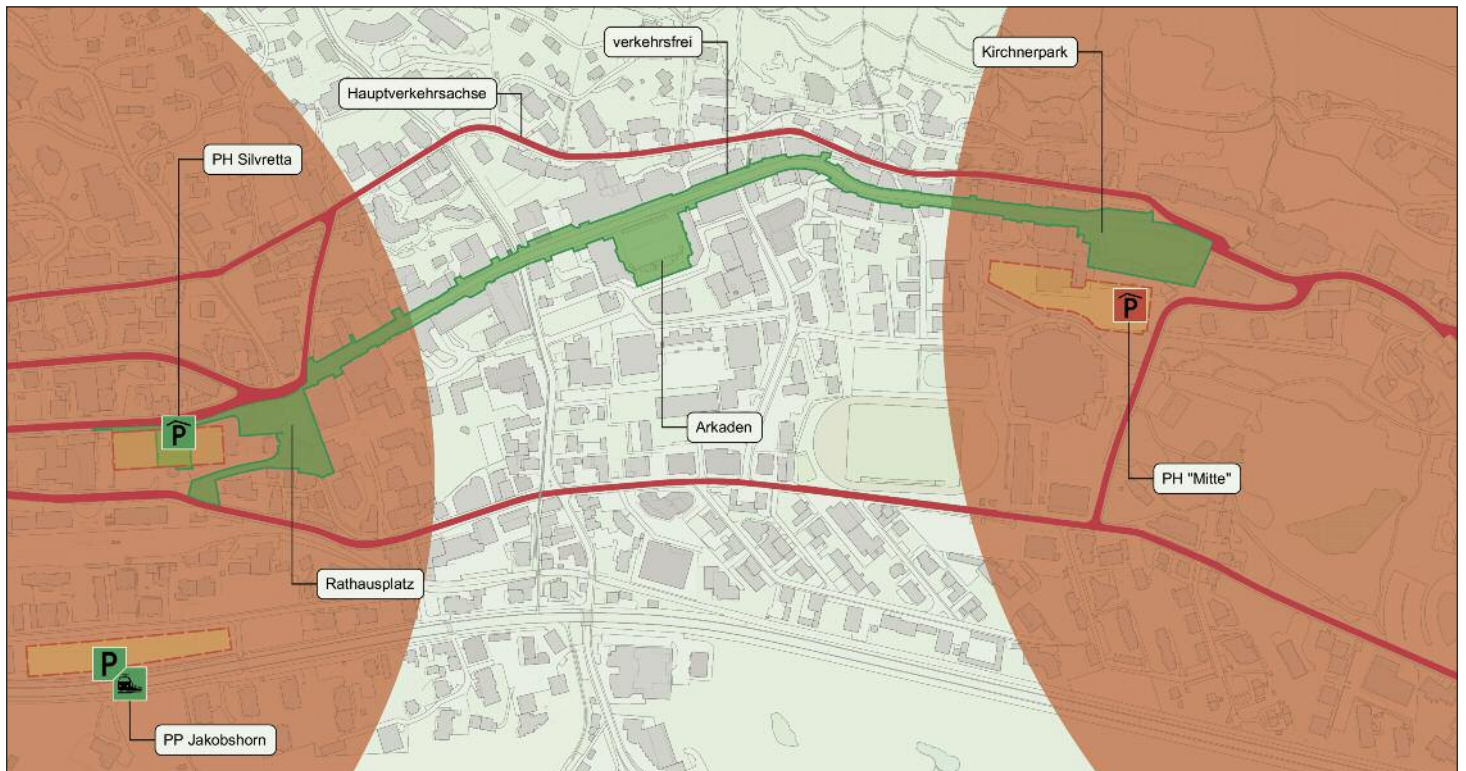 verkehrsfrei
Kirchnerpark
Hauptverkehrsachse
PH Silvretta
P
P
Arkaden
PH "Mitte"
Rathausplatz
P
PP Jakobshorn